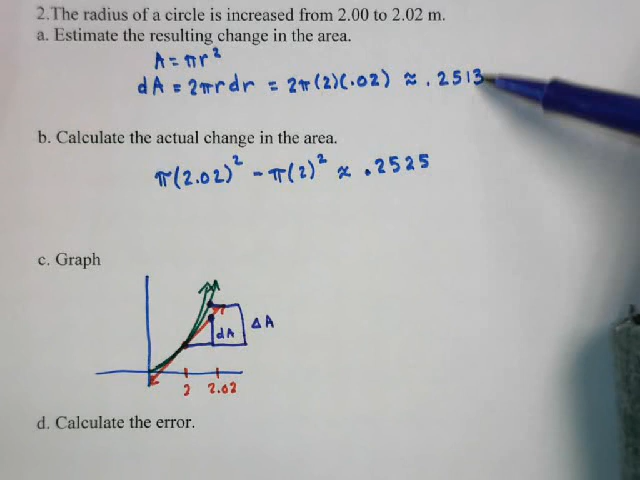 2.The radius of a circle is increased from 2.00 to 2.02 m.
a. Estimate the resulting change in the area.
A = πr²
dA = 2πrdr = 2π(2)(.02) ≈ .2513
b. Calculate the actual change in the area.
π(2.02)² - π(2)² ≈ .2525
c. Graph
dA ΔA
2 2.02
d. Calculate the error.